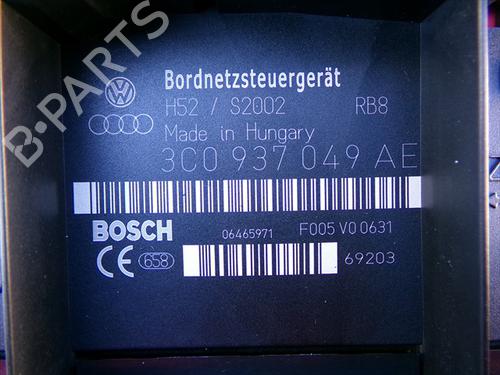 Bordnetzsteuergerät
H52 / S2002 RB8
Made in Hungary
3C0 937 049 AE
BOSCH 06465971 F005 V0 0631
CE 658 69203
B-PARTS